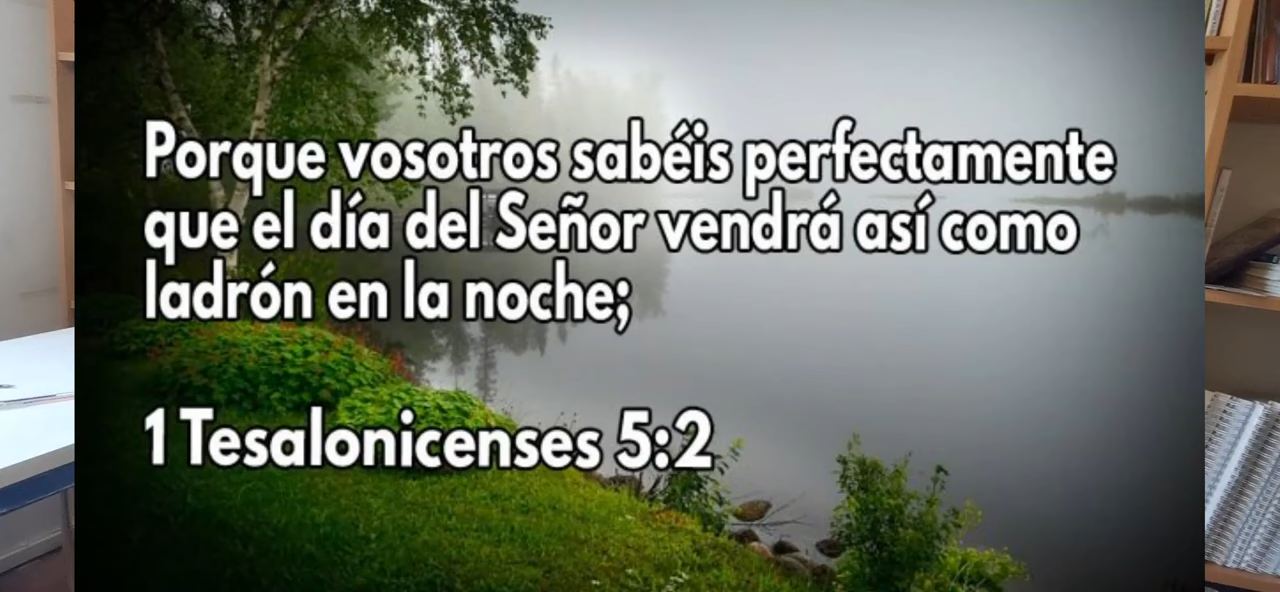 Porque vosotros sabéis perfectamente
que el día del Señor vendrá así como
ladrón en la noche;
1 Tesalonicenses 5:2